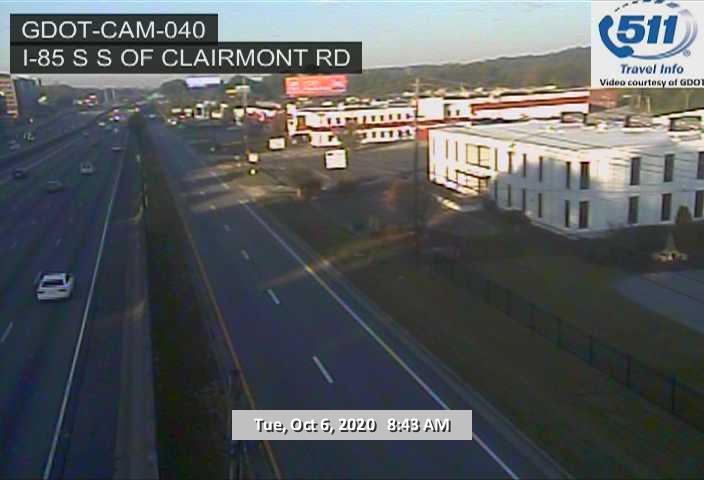 GDOT-CAM-040
I-85 S S OF CLAIRMONT RD
511
Travel Info
Video courtesy of GDOT
Tue, Oct 6, 2020 8:43 AM